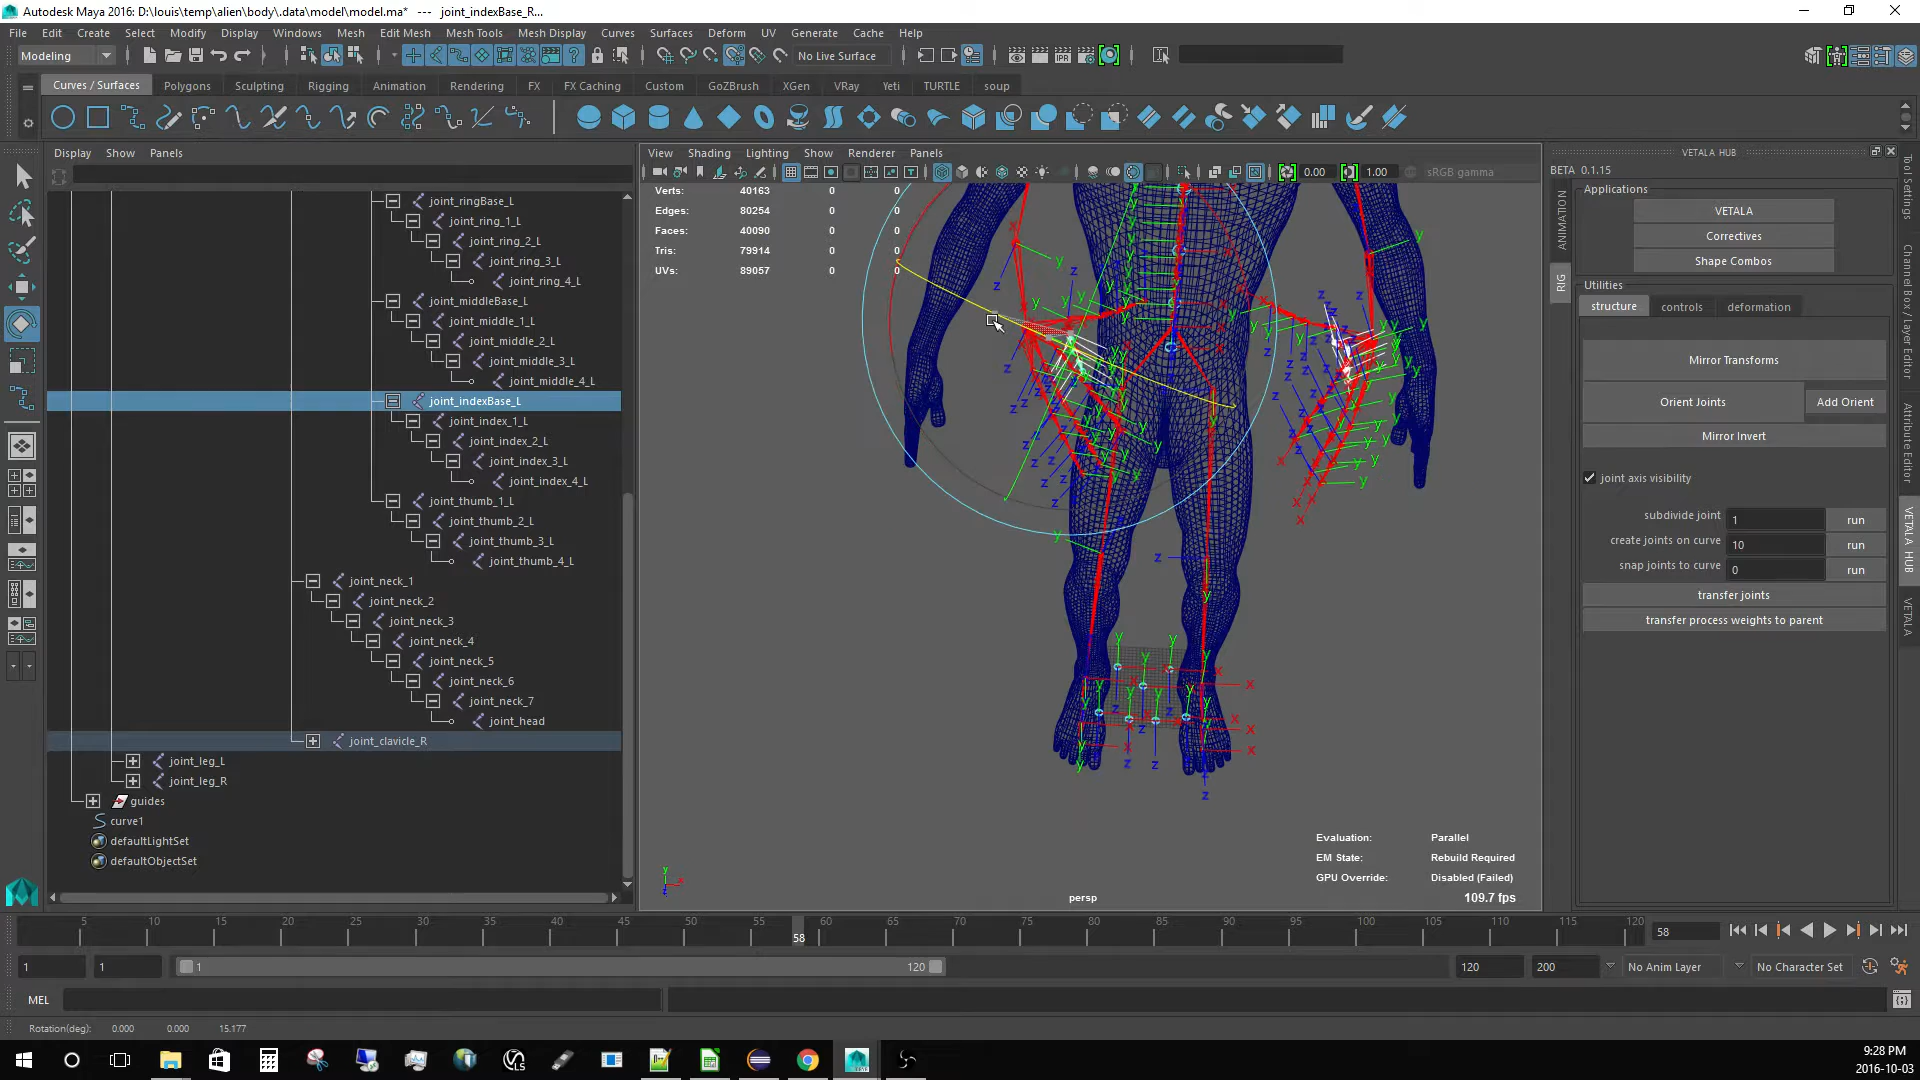 Autodesk Maya 2016: D:\louis\temp\alien\body\.data\model\model.ma* --- joint_indexBase_R...
File Edit Create Select Modify Display Windows Mesh Edit Mesh Mesh Tools Mesh Display Curves Surfaces Deform UV Generate Cache Help
Modeling No Live Surface
Curves / Surfaces Polygons Sculpting Rigging Animation Rendering FX FX Caching Custom GoZBrush XGen VRay Yeti TURTLE soup
Display Show Panels
View Shading Lighting Show Renderer Panels
0.00 1.00 sRGB gamma
Verts: 40163 0 0
Edges: 80254 0 0
Faces: 40090 0 0
Tris: 79914 0 0
UVs: 89057 0 0
joint_ringBase_L
joint_ring_1_L
joint_ring_2_L
joint_ring_3_L
joint_ring_4_L
joint_middleBase_L
joint_middle_1_L
joint_middle_2_L
joint_middle_3_L
joint_middle_4_L
joint_indexBase_L
joint_index_1_L
joint_index_2_L
joint_index_3_L
joint_index_4_L
joint_thumb_1_L
joint_thumb_2_L
joint_thumb_3_L
joint_thumb_4_L
joint_neck_1
joint_neck_2
joint_neck_3
joint_neck_4
joint_neck_5
joint_neck_6
joint_neck_7
joint_head
joint_clavicle_R
joint_leg_L
joint_leg_R
guides
curve1
defaultLightSet
defaultObjectSet
Evaluation: Parallel
EM State: Rebuild Required
GPU Override: Disabled (Failed)
109.7 fps
persp
VETALA HUB
BETA 0.1.15
ANIMATION
RIG
Applications
VETALA
Correctives
Shape Combos
Utilities
structure controls deformation
Mirror Transforms
Orient Joints Add Orient
Mirror Invert
joint axis visibility
subdivide joint 1 run
create joints on curve 10 run
snap joints to curve 0 run
transfer joints
transfer process weights to parent
Tool Settings
Channel Box / Layer Editor
Attribute Editor
VETALA HUB
VETALA
5 10 15 20 25 30 35 40 45 50 55 58 60 65 70 75 80 85 90 95 100 105 110 115 120 58
1 1 1 120 120 200 No Anim Layer No Character Set
MEL
Rotation(deg): 0.000 0.000 15.177
9:28 PM
2016-10-03